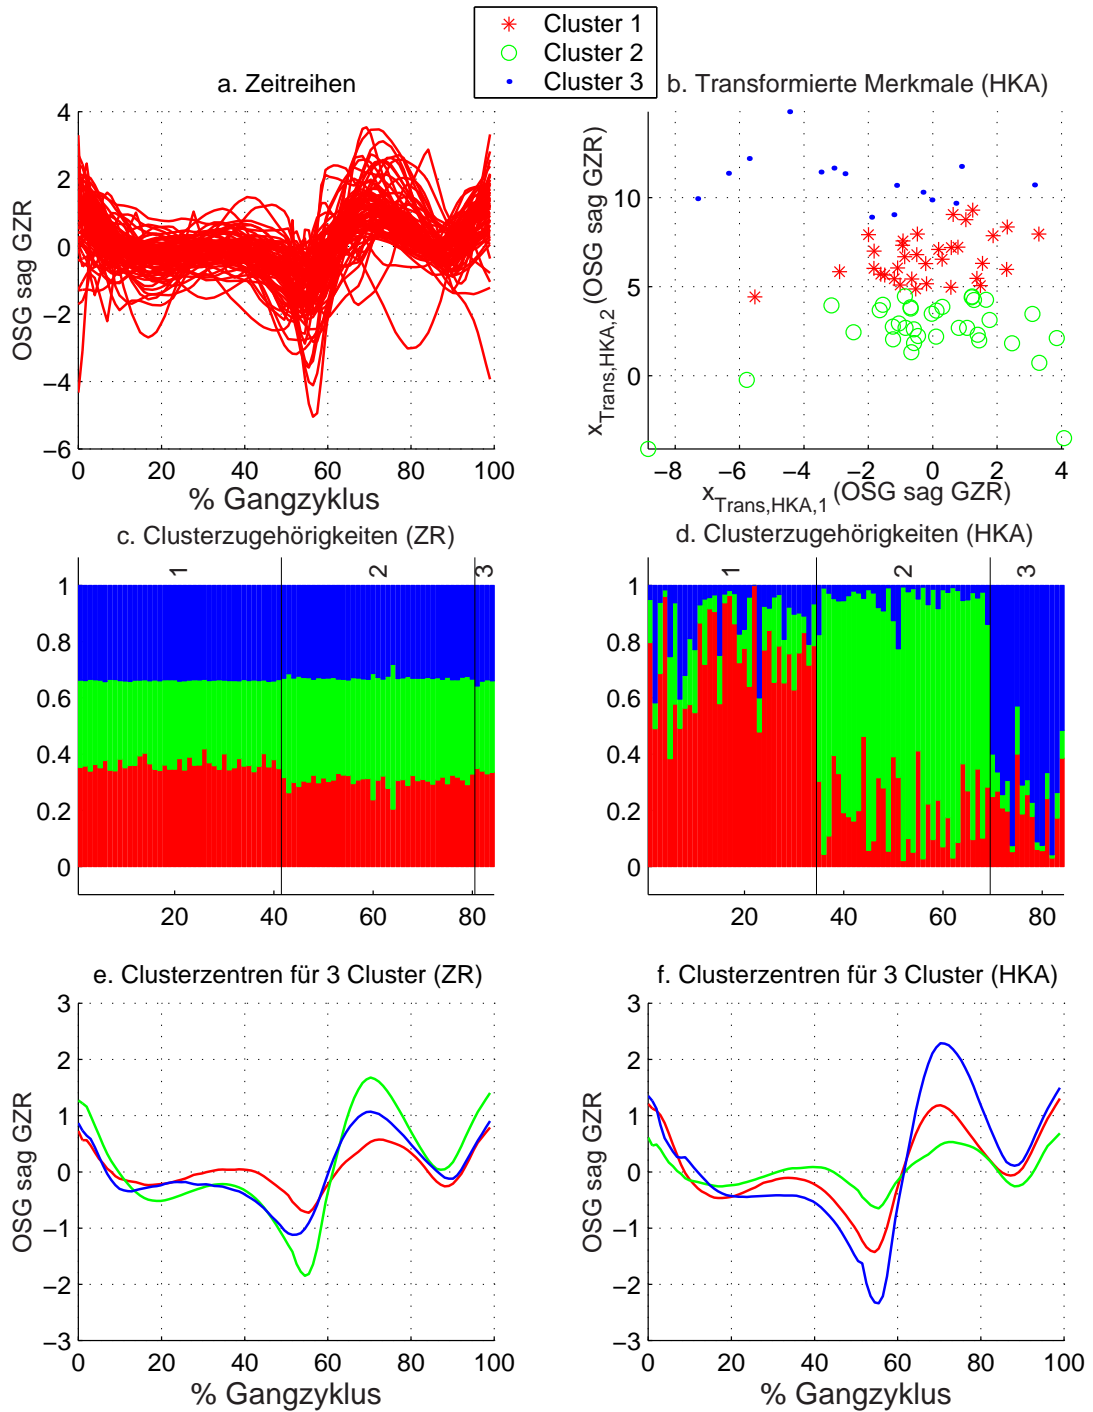 Cluster 1
Cluster 2
Cluster 3
a. Zeitreihen
4
2
0
−2
−4
−6
OSG sag GZR
0 20 40 60 80 100
% Gangzyklus
b. Transformierte Merkmale (HKA)
10
5
0
x_Trans,HKA,2 (OSG sag GZR)
−8 −6 −4 −2 0 2 4
x_Trans,HKA,1 (OSG sag GZR)
c. Clusterzugehörigkeiten (ZR)
1 2 3
1
0.8
0.6
0.4
0.2
0
20 40 60 80
d. Clusterzugehörigkeiten (HKA)
1 2 3
1
0.8
0.6
0.4
0.2
0
20 40 60 80
e. Clusterzentren für 3 Cluster (ZR)
3
2
1
0
−1
−2
−3
OSG sag GZR
0 20 40 60 80 100
% Gangzyklus
f. Clusterzentren für 3 Cluster (HKA)
3
2
1
0
−1
−2
−3
OSG sag GZR
0 20 40 60 80 100
% Gangzyklus